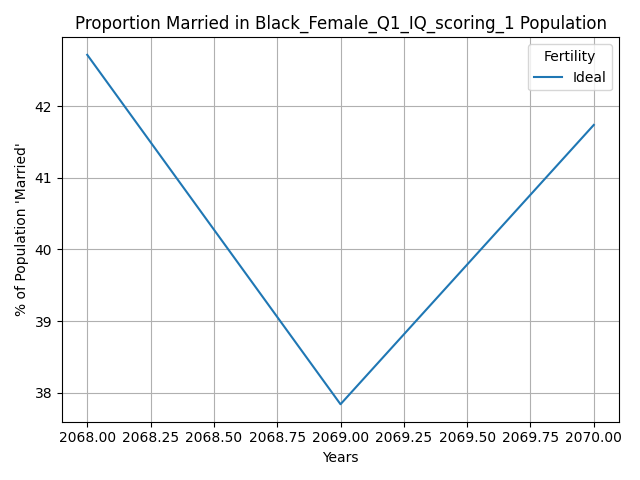 Proportion Married in Black_Female_Q1_IQ_scoring_1 Population
Fertility
Ideal
42
41
40
39
38
% of Population 'Married'
2068.00 2068.25 2068.50 2068.75 2069.00 2069.25 2069.50 2069.75 2070.00
Years